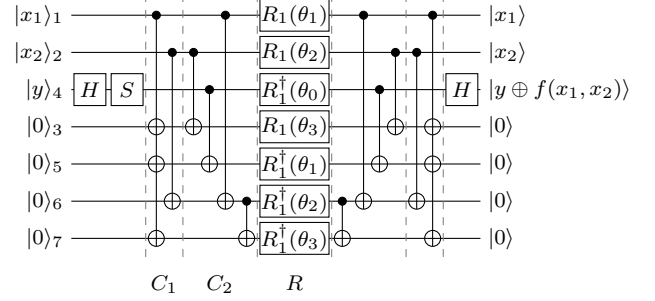 |x₁⟩₁ R₁(θ₁) |x₁⟩
|x₂⟩₂ R₁(θ₂) |x₂⟩
|y⟩₄ H S R₁†(θ₀) H |y ⊕ f(x₁, x₂)⟩
|0⟩₃ R₁(θ₃) |0⟩
|0⟩₅ R₁†(θ₁) |0⟩
|0⟩₆ R₁†(θ₂) |0⟩
|0⟩₇ R₁†(θ₃) |0⟩
C₁ C₂ R